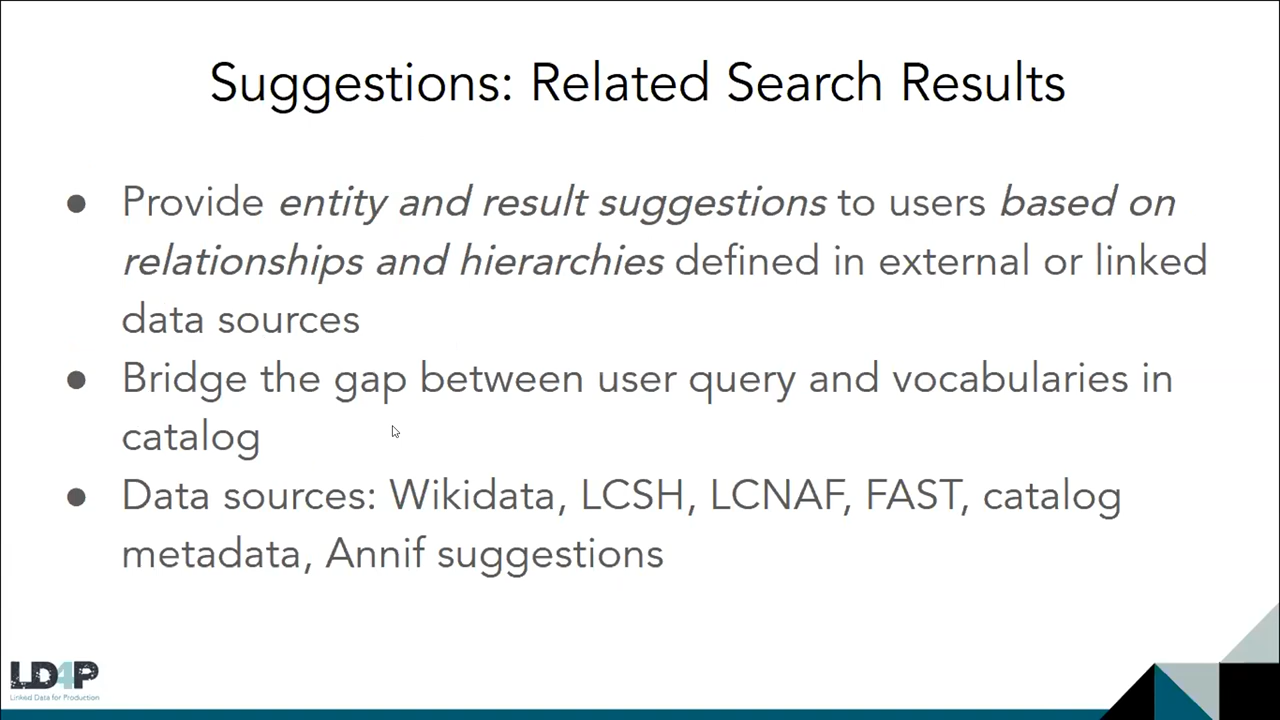 Suggestions: Related Search Results
● Provide entity and result suggestions to users based on
relationships and hierarchies defined in external or linked
data sources
● Bridge the gap between user query and vocabularies in
catalog
● Data sources: Wikidata, LCSH, LCNAF, FAST, catalog
metadata, Annif suggestions
LD4P
Linked Data for Production